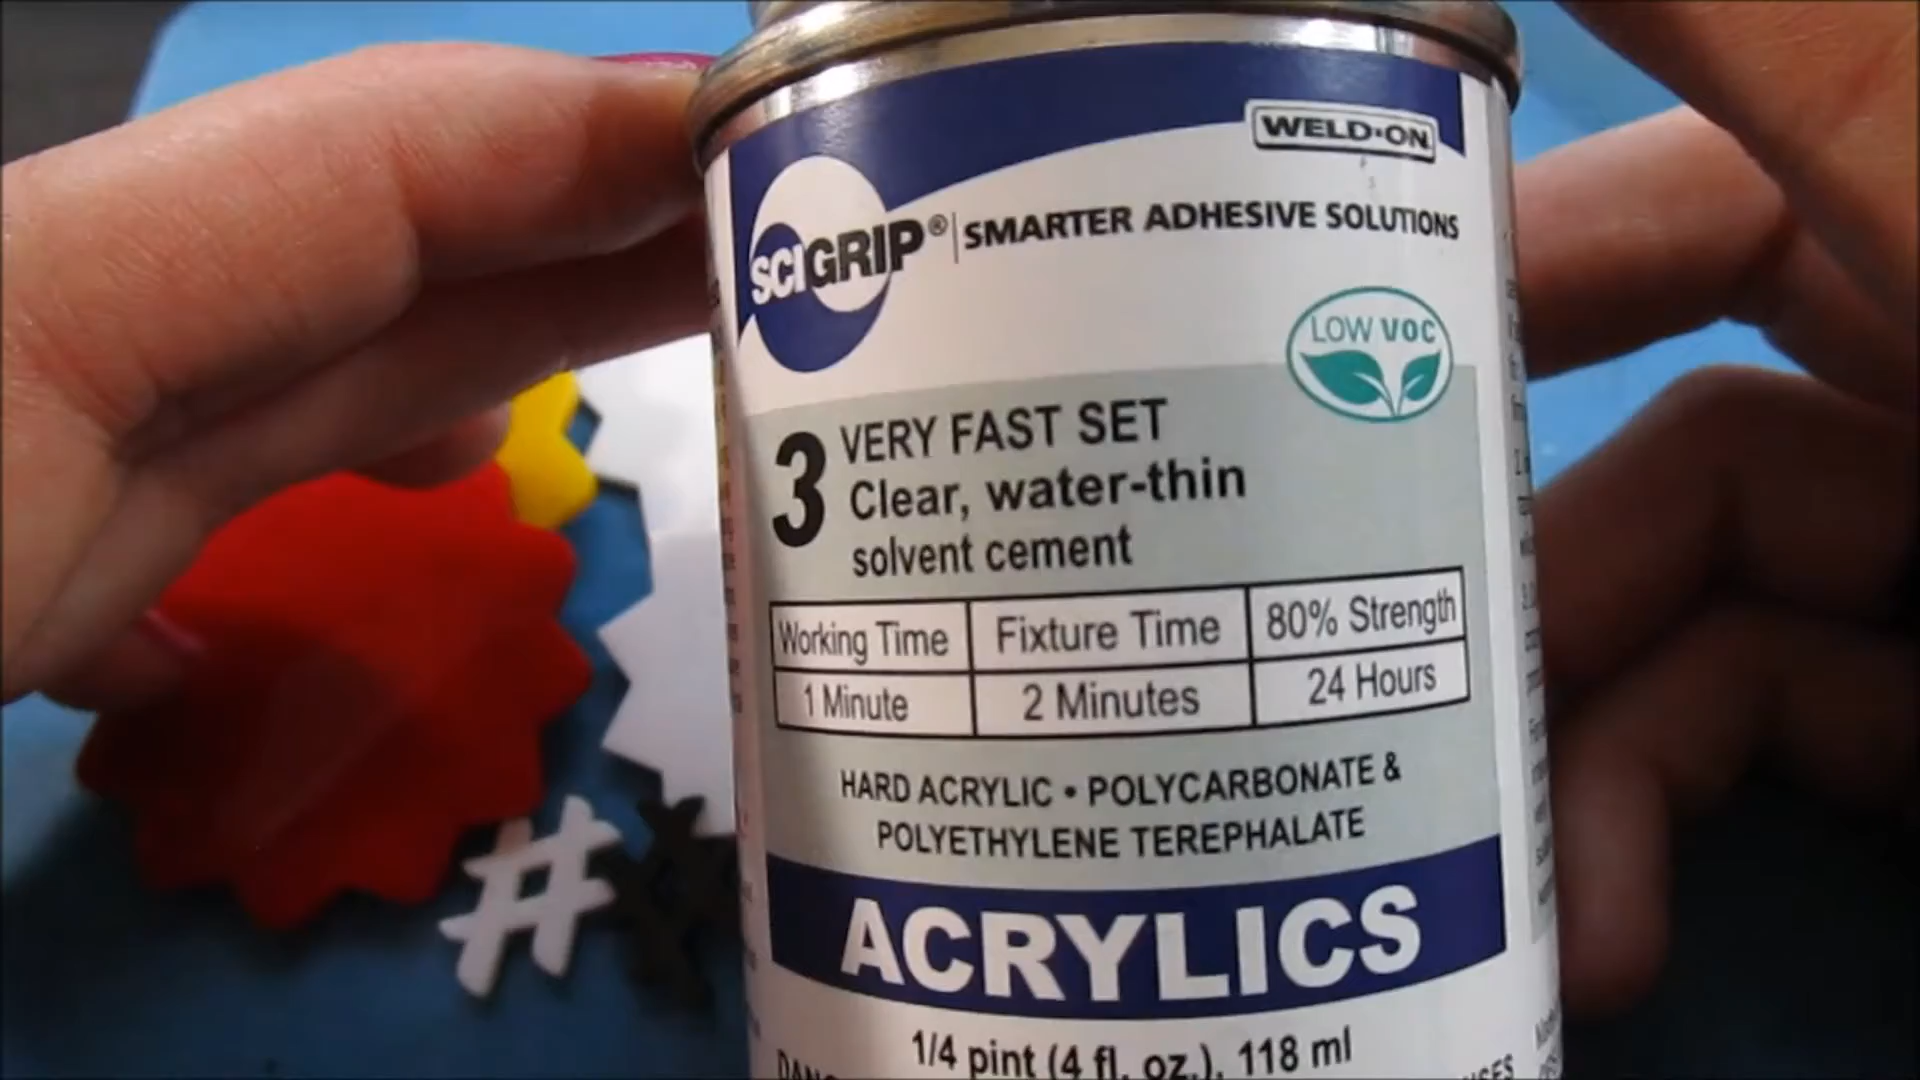 WELD·ON
SCIGRIP® | SMARTER ADHESIVE SOLUTIONS
LOW VOC
3 VERY FAST SET
Clear, water-thin
solvent cement
Working Time Fixture Time 80% Strength
1 Minute 2 Minutes 24 Hours
HARD ACRYLIC • POLYCARBONATE &
POLYETHYLENE TEREPHALATE
ACRYLICS
1/4 pint (4 fl. oz.), 118 ml
#